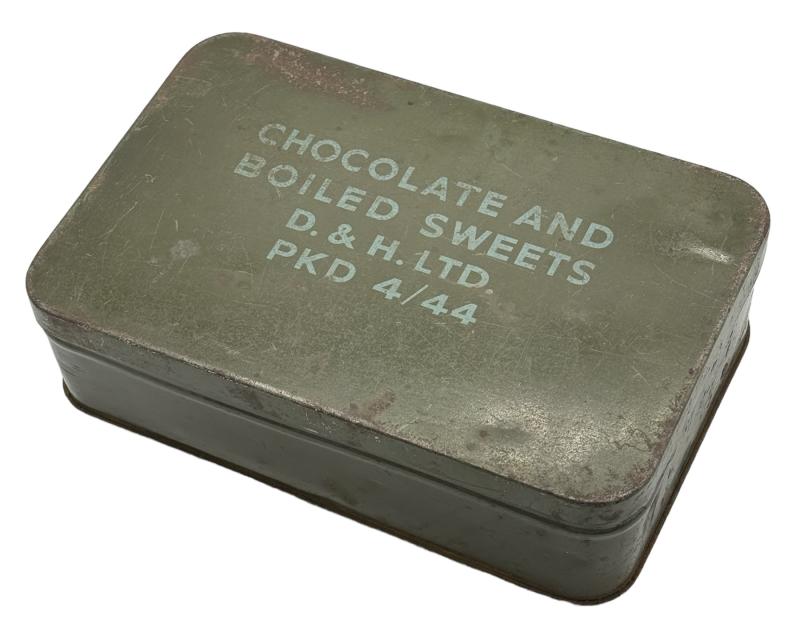 CHOCOLATE AND
BOILED SWEETS
D. & H. LTD.
PKD 4/44